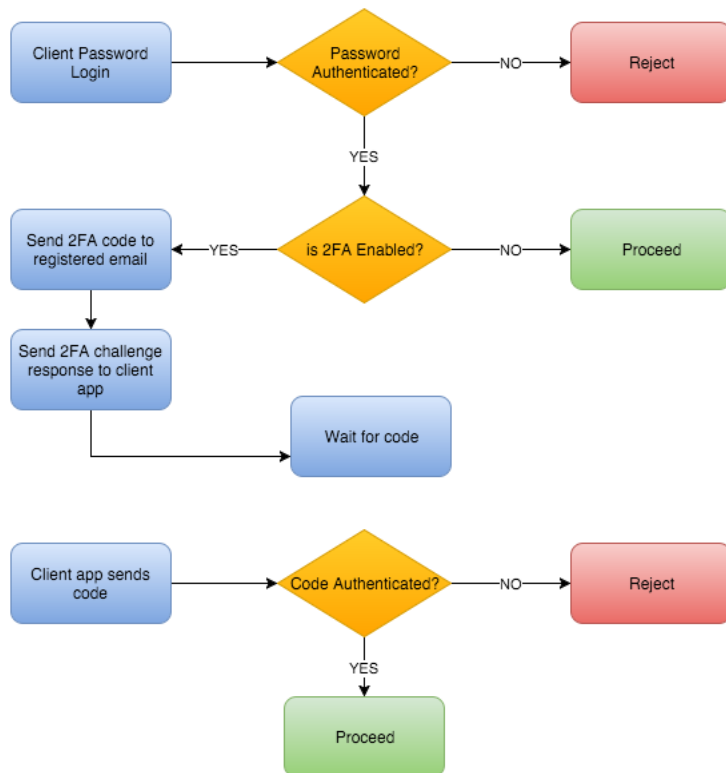 Client Password
Login
Password
Authenticated?
NO
Reject
YES
Send 2FA code to
registered email
YES
is 2FA Enabled?
NO
Proceed
Send 2FA challenge
response to client
app
Wait for code
Client app sends
code
Code Authenticated?
NO
Reject
YES
Proceed